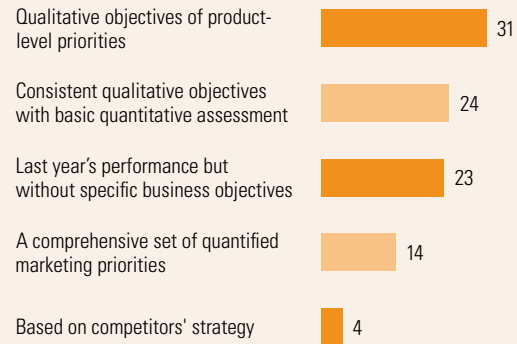 Qualitative objectives of product-
level priorities
31
Consistent qualitative objectives
with basic quantitative assessment
24
Last year's performance but
without specific business objectives
23
A comprehensive set of quantified
marketing priorities
14
Based on competitors' strategy
4